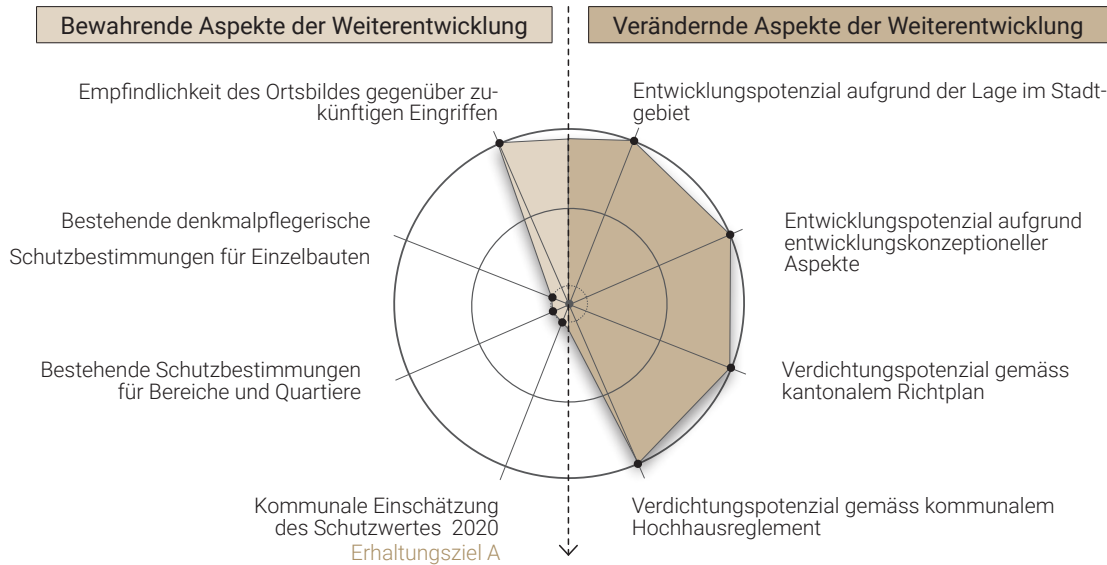 Bewahrende Aspekte der Weiterentwicklung
Verändernde Aspekte der Weiterentwicklung
Empfindlichkeit des Ortsbildes gegenüber zu-
künftigen Eingriffen
Entwicklungspotenzial aufgrund der Lage im Stadt-
gebiet
Bestehende denkmalpflegerische
Schutzbestimmungen für Einzelbauten
Entwicklungspotenzial aufgrund
entwicklungskonzeptioneller
Aspekte
Bestehende Schutzbestimmungen
für Bereiche und Quartiere
Verdichtungspotenzial gemäss
kantonalem Richtplan
Kommunale Einschätzung
des Schutzwertes 2020
Erhaltungsziel A
Verdichtungspotenzial gemäss kommunalem
Hochhausreglement